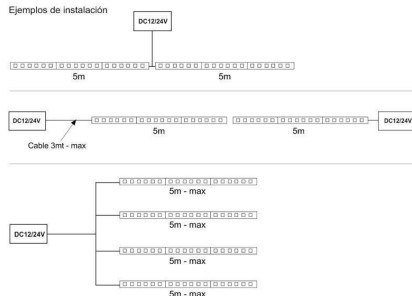 Ejemplos de instalación
DC12/24V
5m 5m
DC12/24V DC12/24V
5m 5m
Cable 3mt - max
5m - max
5m - max
DC12/24V
5m - max
5m - max